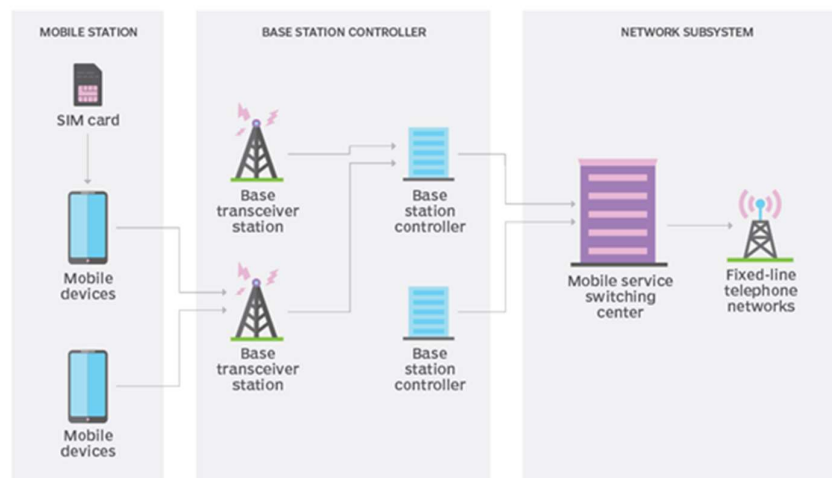 MOBILE STATION
SIM card
Mobile
devices
Mobile
devices
BASE STATION CONTROLLER
Base
transceiver
station
Base
station
controller
Base
transceiver
station
Base
station
controller
NETWORK SUBSYSTEM
Mobile service
switching
center
Fixed-line
telephone
networks